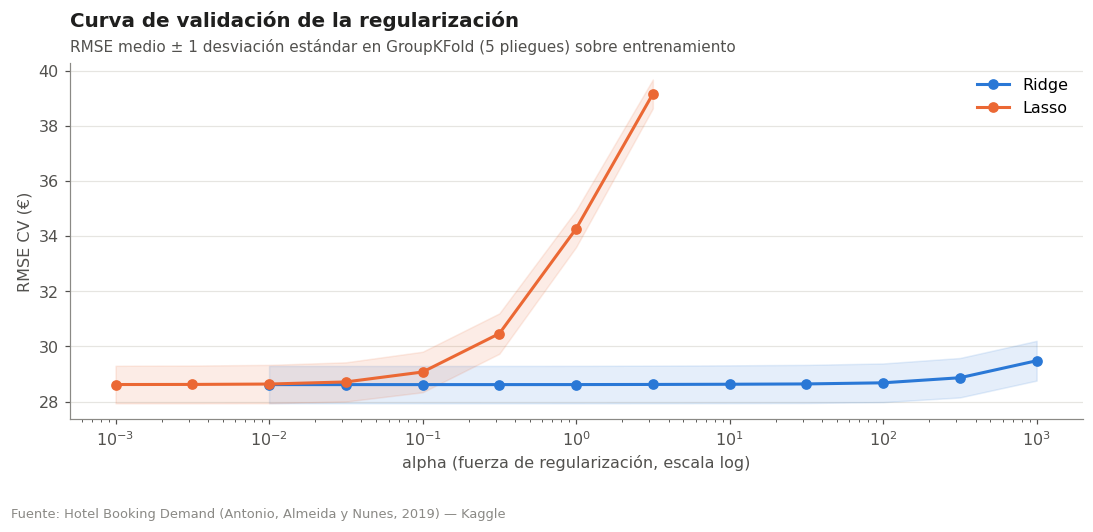 Curva de validación de la regularización
RMSE medio ± 1 desviación estándar en GroupKFold (5 pliegues) sobre entrenamiento
Ridge
Lasso
RMSE CV (€)
40
38
36
34
32
30
28
10⁻³ 10⁻² 10⁻¹ 10⁰ 10¹ 10² 10³
alpha (fuerza de regularización, escala log)
Fuente: Hotel Booking Demand (Antonio, Almeida y Nunes, 2019) — Kaggle